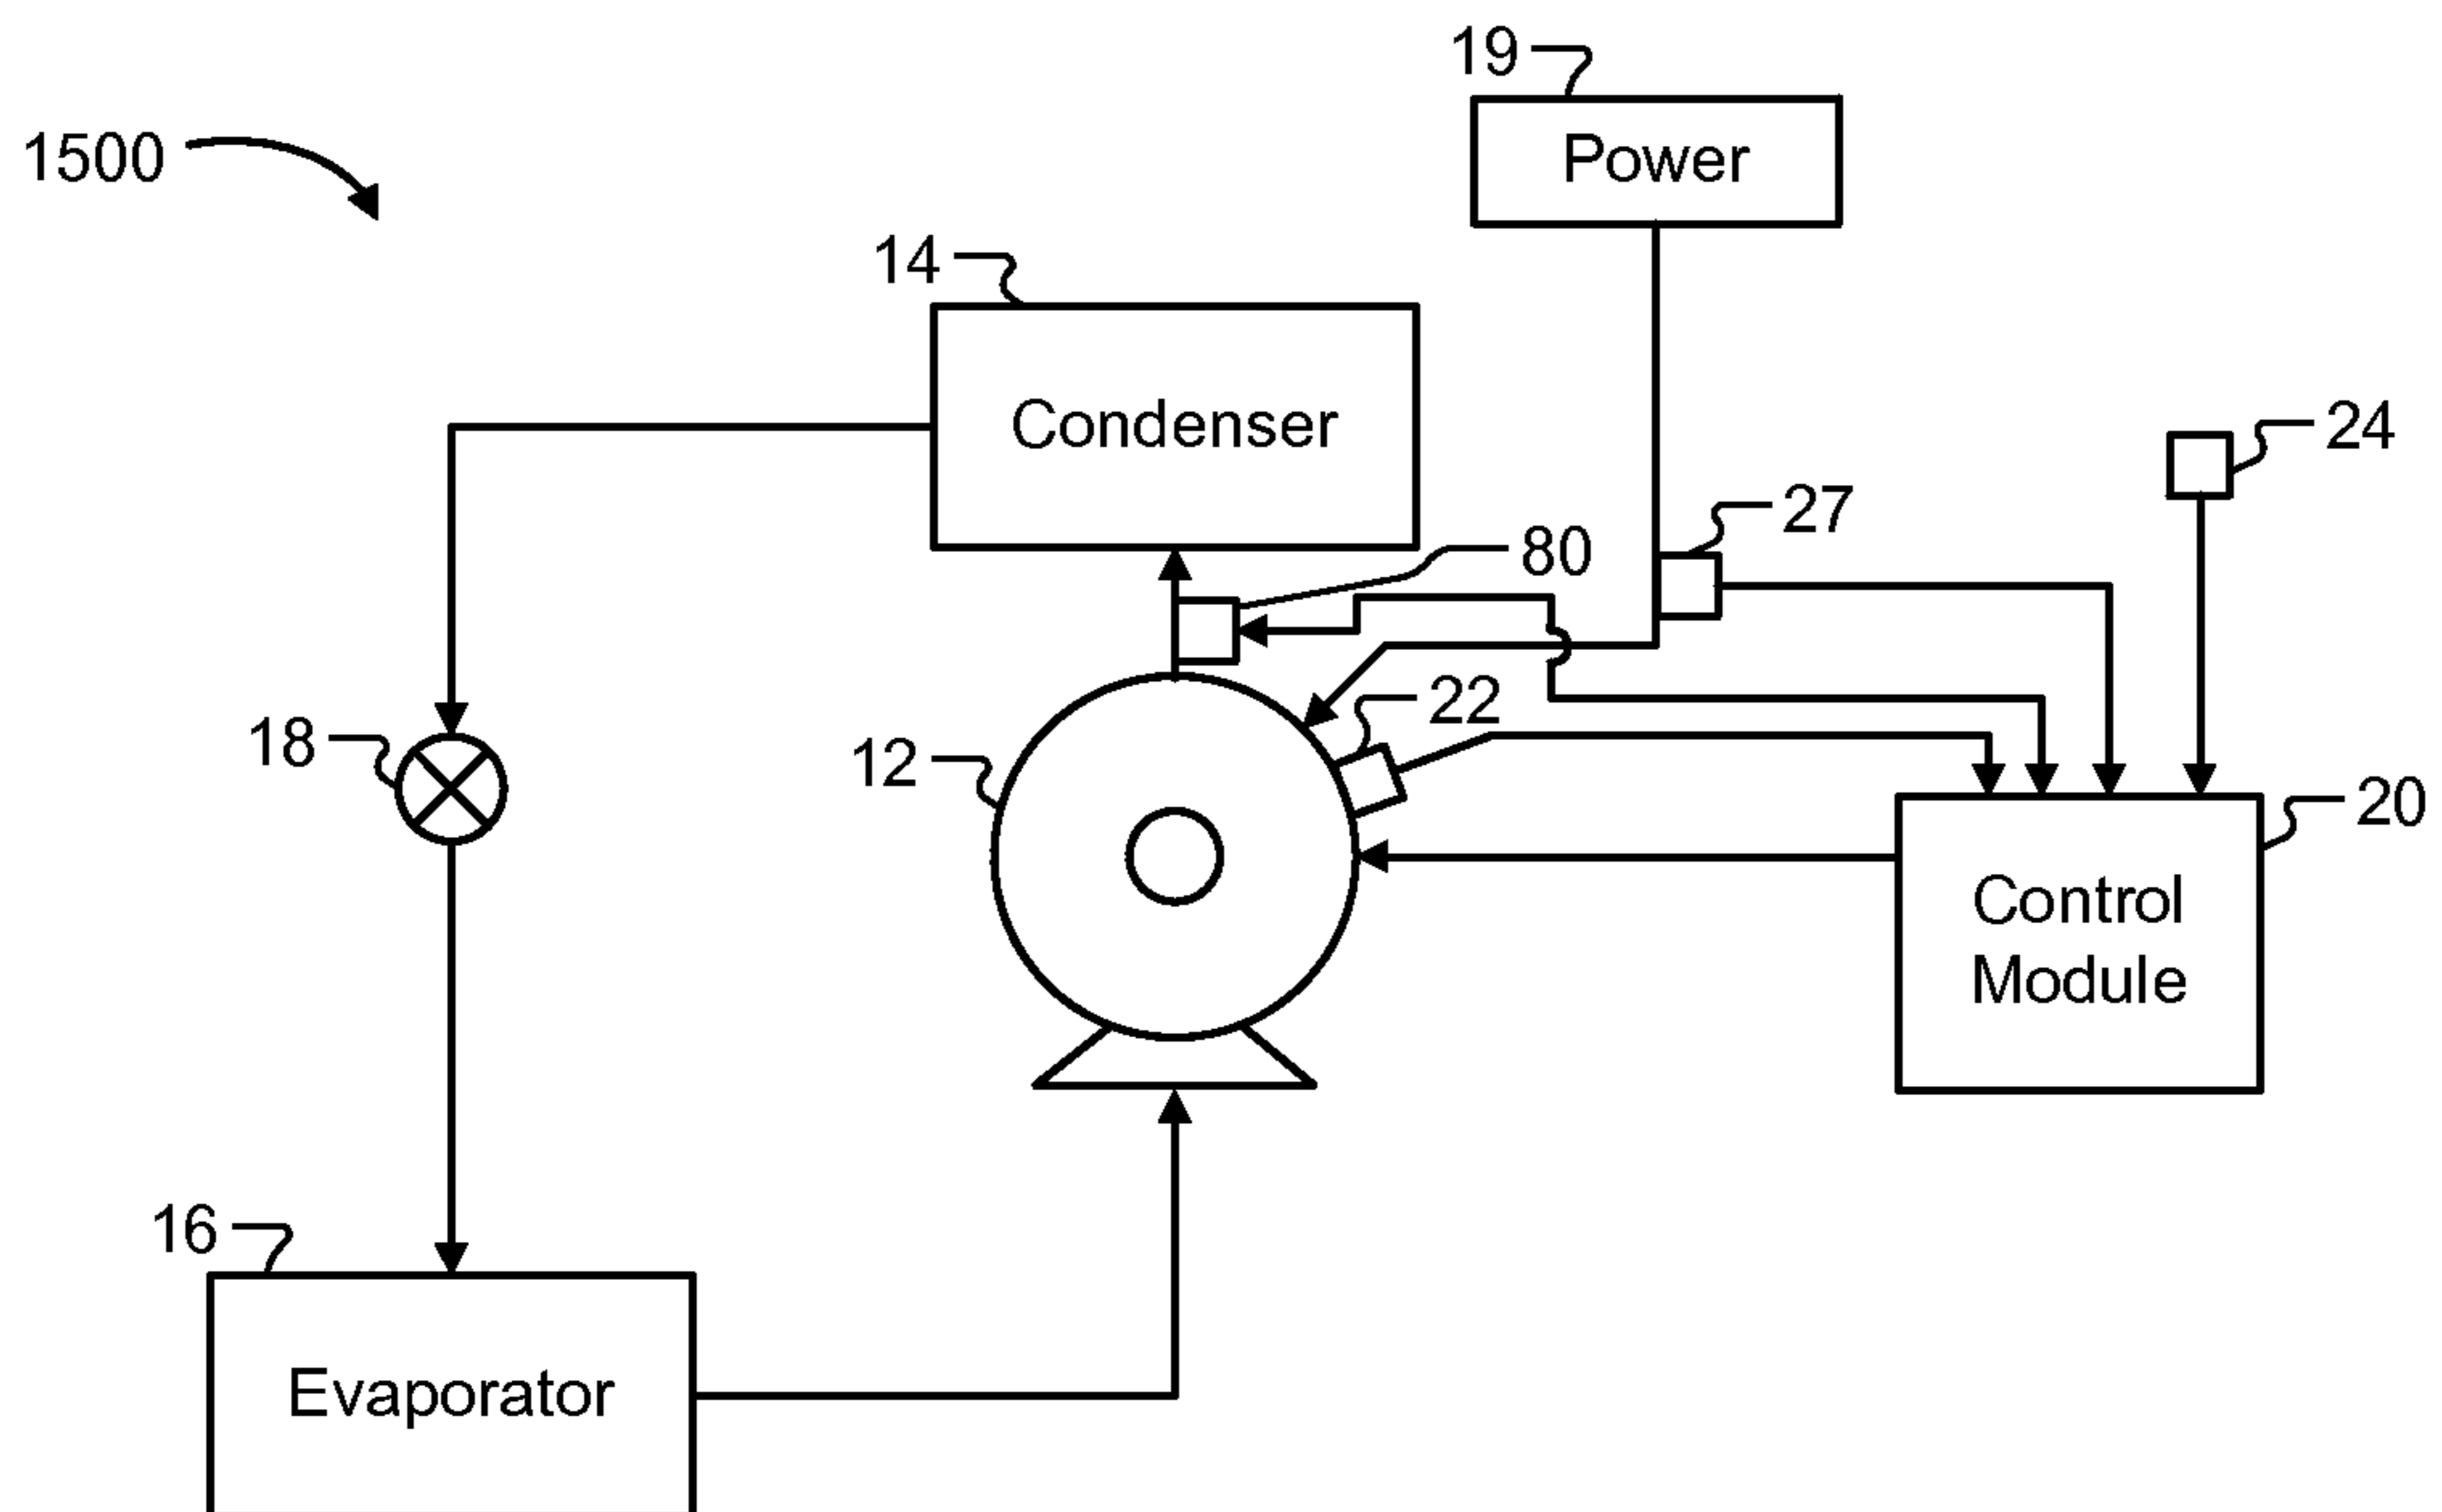 19
Power
1500
14
Condenser
24
27
80
22
18
12
20
Control
Module
16
Evaporator